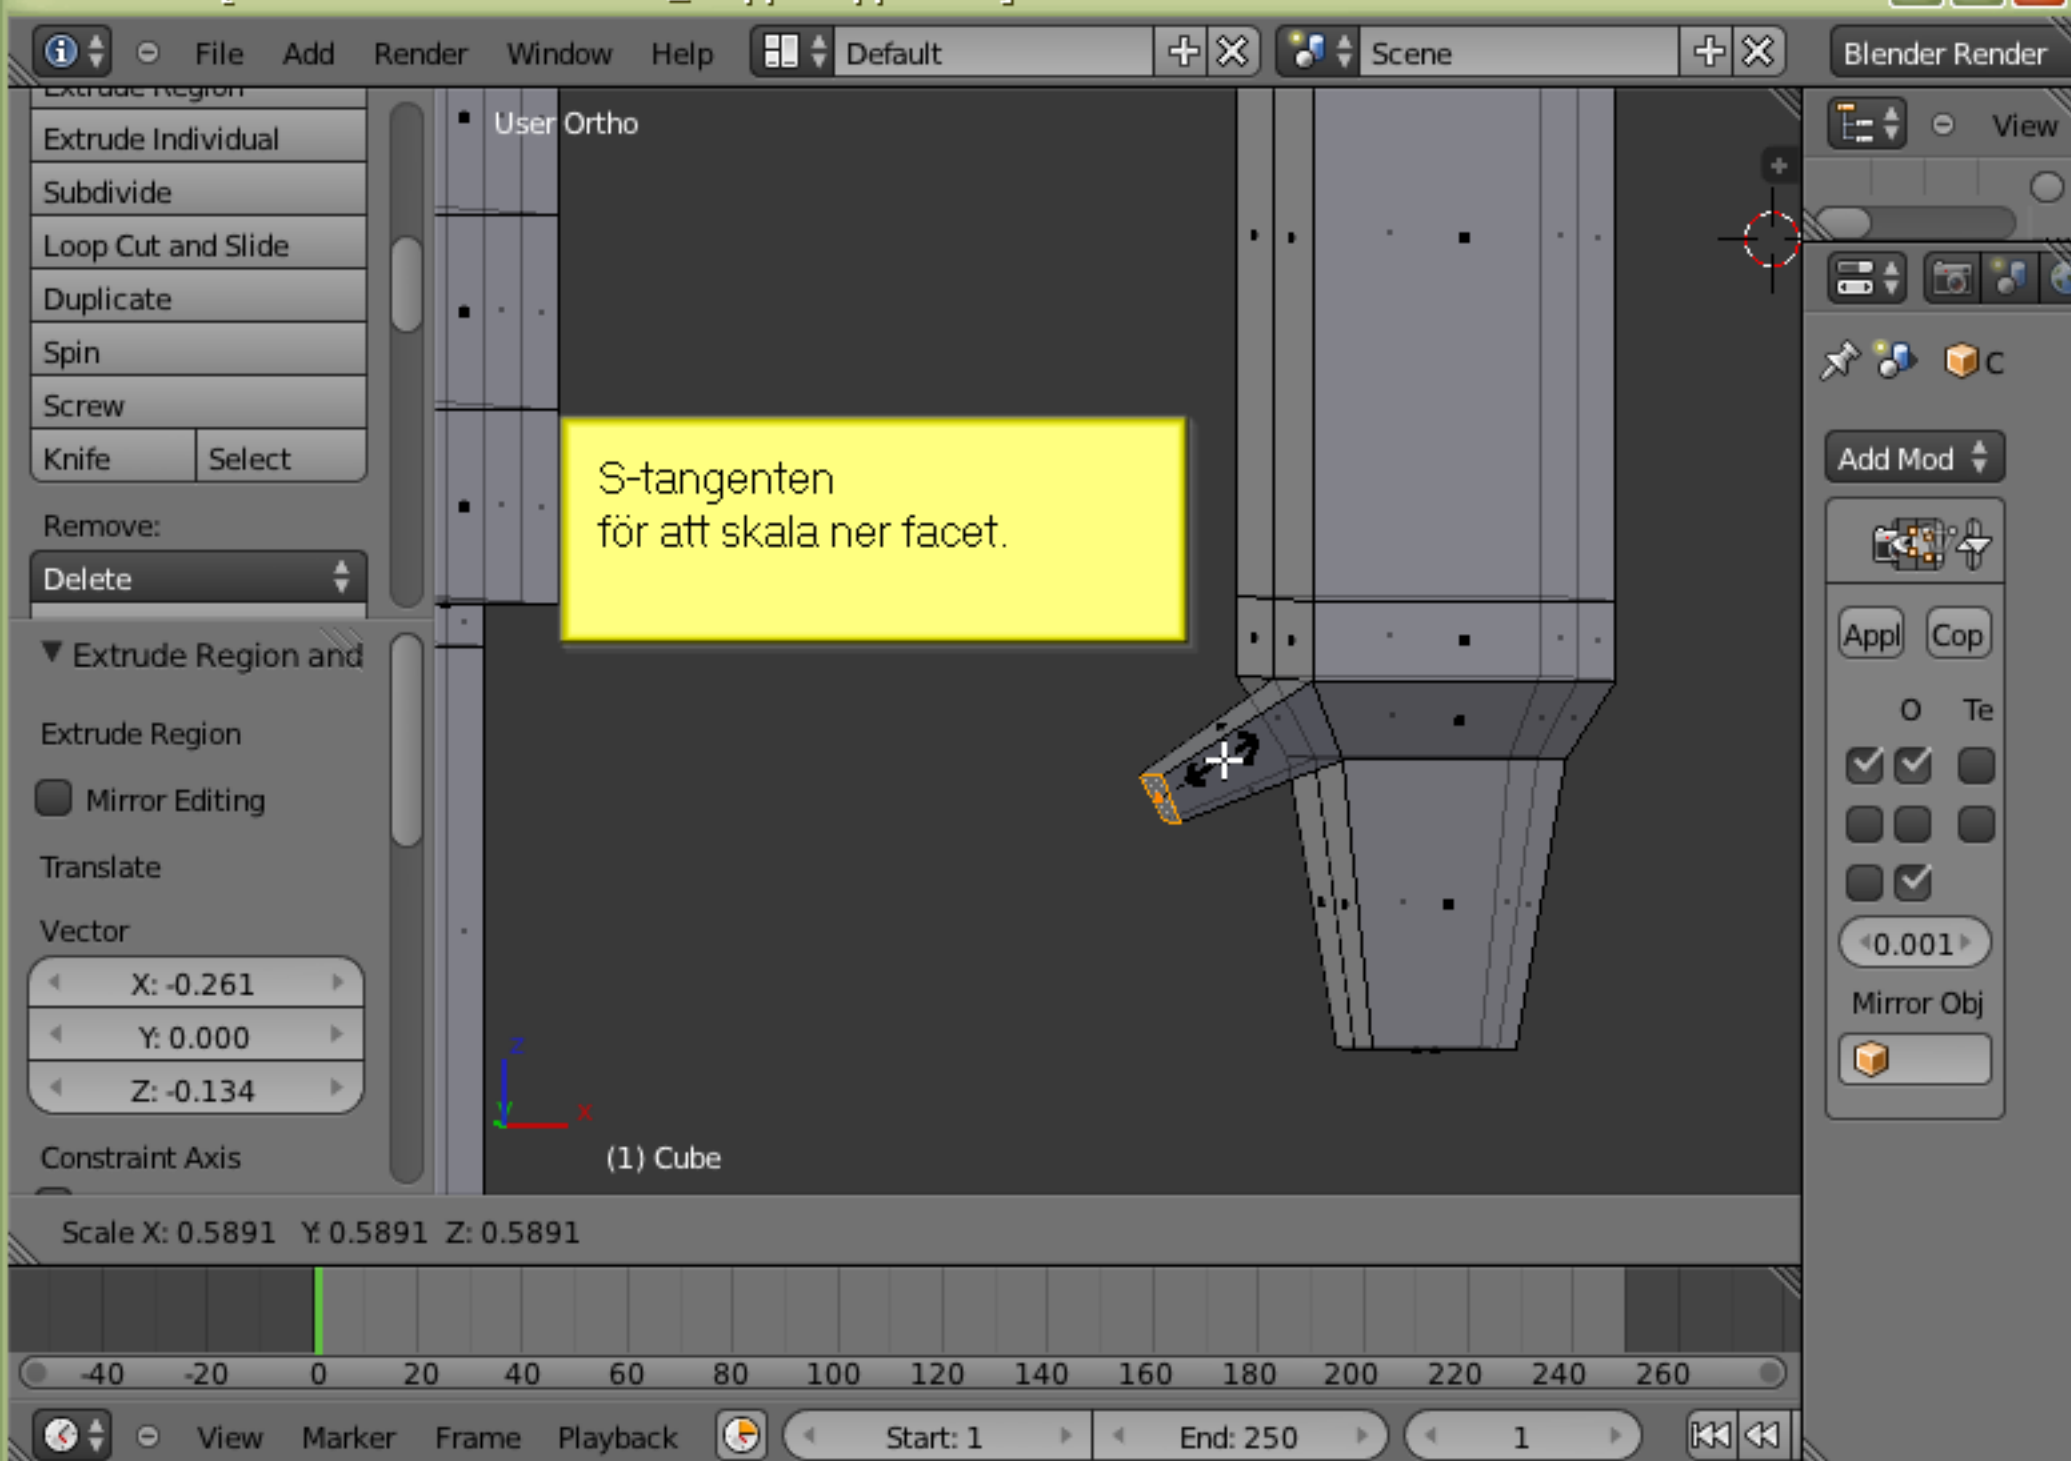 File Add Render Window Help Default Scene Blender Render
Extrude Region
Extrude Individual
Subdivide
Loop Cut and Slide
Duplicate
Spin
Screw
Knife Select
Remove:
Delete
Extrude Region and
Extrude Region
Mirror Editing
Translate
Vector
X: -0.261
Y: 0.000
Z: -0.134
Constraint Axis
User Ortho
S-tangenten
för att skala ner facet.
z
y
x
(1) Cube
View
C
Add Mod
Appl Cop
O Te
0.001
Mirror Obj
Scale X: 0.5891 Y: 0.5891 Z: 0.5891
-40 -20 0 20 40 60 80 100 120 140 160 180 200 220 240 260
View Marker Frame Playback Start: 1 End: 250 1